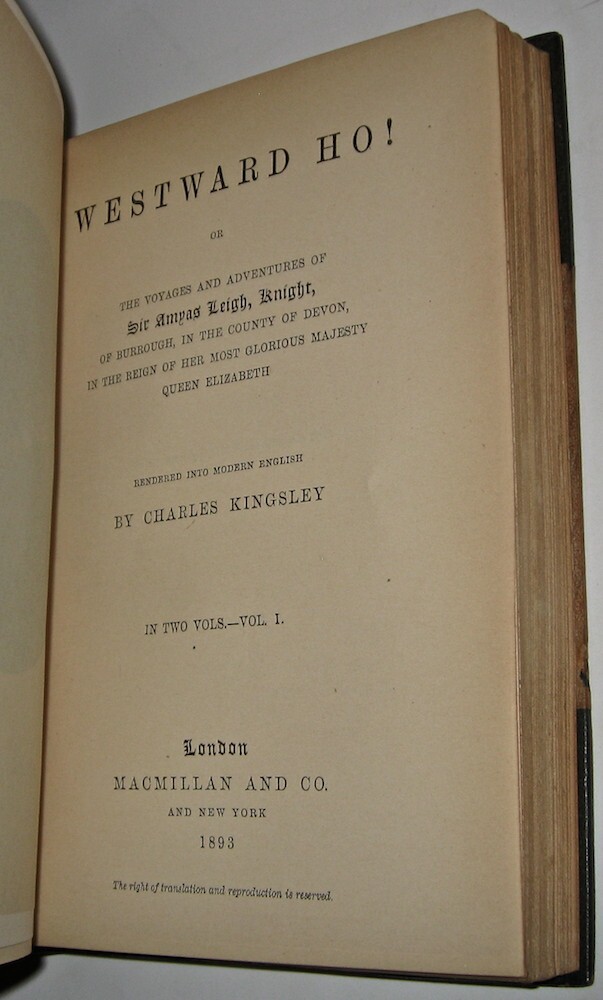 WESTWARD HO!
OR
THE VOYAGES AND ADVENTURES OF
Sir Amyas Leigh, Knight,
OF BURROUGH, IN THE COUNTY OF DEVON,
IN THE REIGN OF HER MOST GLORIOUS MAJESTY
QUEEN ELIZABETH
RENDERED INTO MODERN ENGLISH
BY CHARLES KINGSLEY
IN TWO VOLS.—VOL. I.
London
MACMILLAN AND CO.
AND NEW YORK
1893
The right of translation and reproduction is reserved.